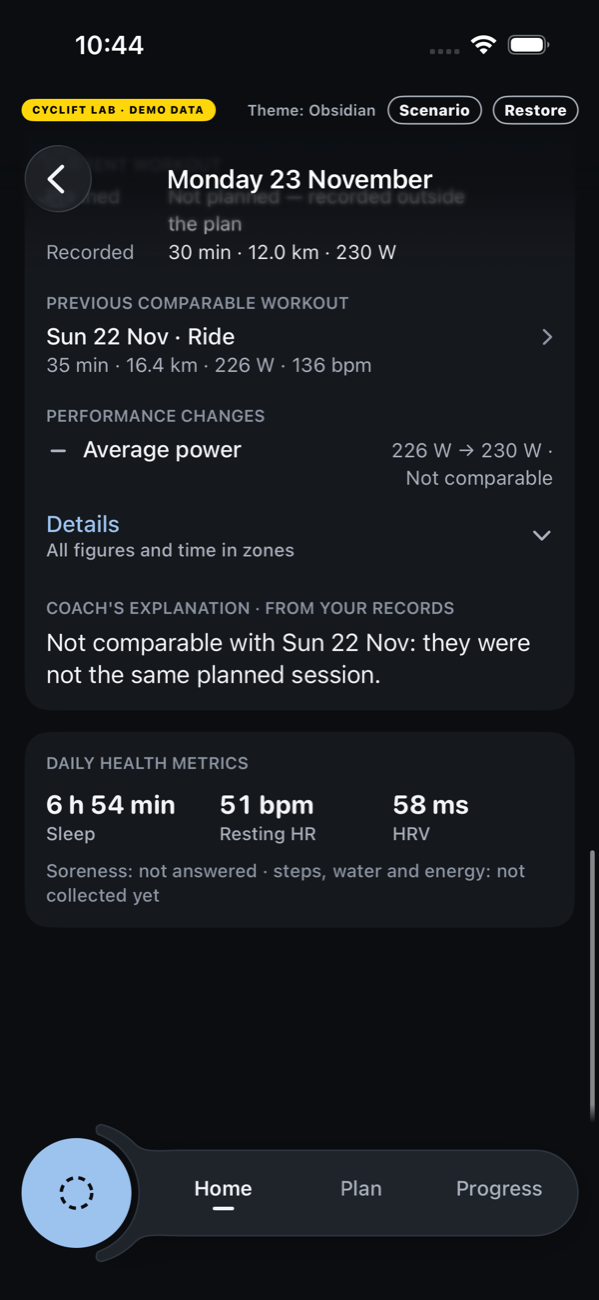 10:44
CYCLIFT LAB · DEMO DATA
Theme: Obsidian
Scenario
Restore
Monday 23 November
Not planned — recorded outside
the plan
Recorded
30 min · 12.0 km · 230 W
PREVIOUS COMPARABLE WORKOUT
Sun 22 Nov · Ride
35 min · 16.4 km · 226 W · 136 bpm
PERFORMANCE CHANGES
– Average power
226 W → 230 W ·
Not comparable
Details
All figures and time in zones
COACH'S EXPLANATION · FROM YOUR RECORDS
Not comparable with Sun 22 Nov: they were
not the same planned session.
DAILY HEALTH METRICS
6 h 54 min
Sleep
51 bpm
Resting HR
58 ms
HRV
Soreness: not answered · steps, water and energy: not
collected yet
Home
Plan
Progress